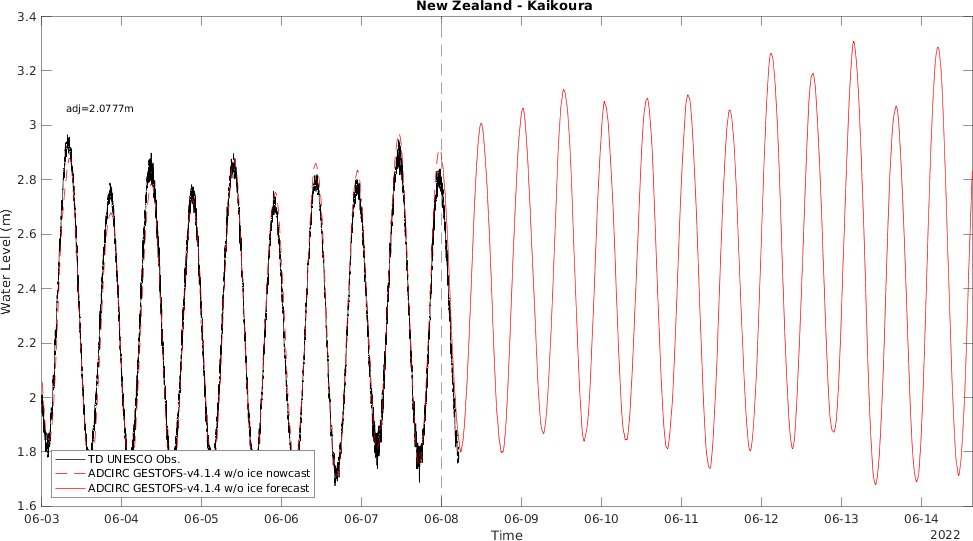 New Zealand - Kaikoura
3.4
3.2
adj=2.0777m
3
2.8
2.6
Water Level (m)
2.4
2.2
2
1.8
TD UNESCO Obs.
ADCIRC GESTOFS-v4.1.4 w/o ice nowcast
ADCIRC GESTOFS-v4.1.4 w/o ice forecast
1.6
06-03 06-04 06-05 06-06 06-07 06-08 06-09 06-10 06-11 06-12 06-13 06-14
Time
2022